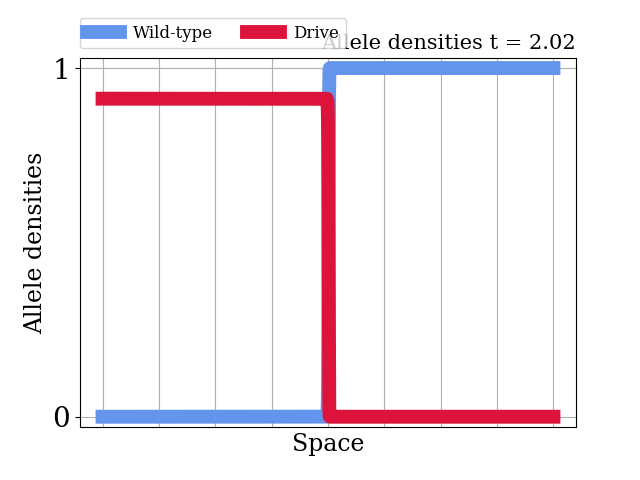 Wild-type Drive
Allele densities t = 2.02
1
Allele densities
0
Space